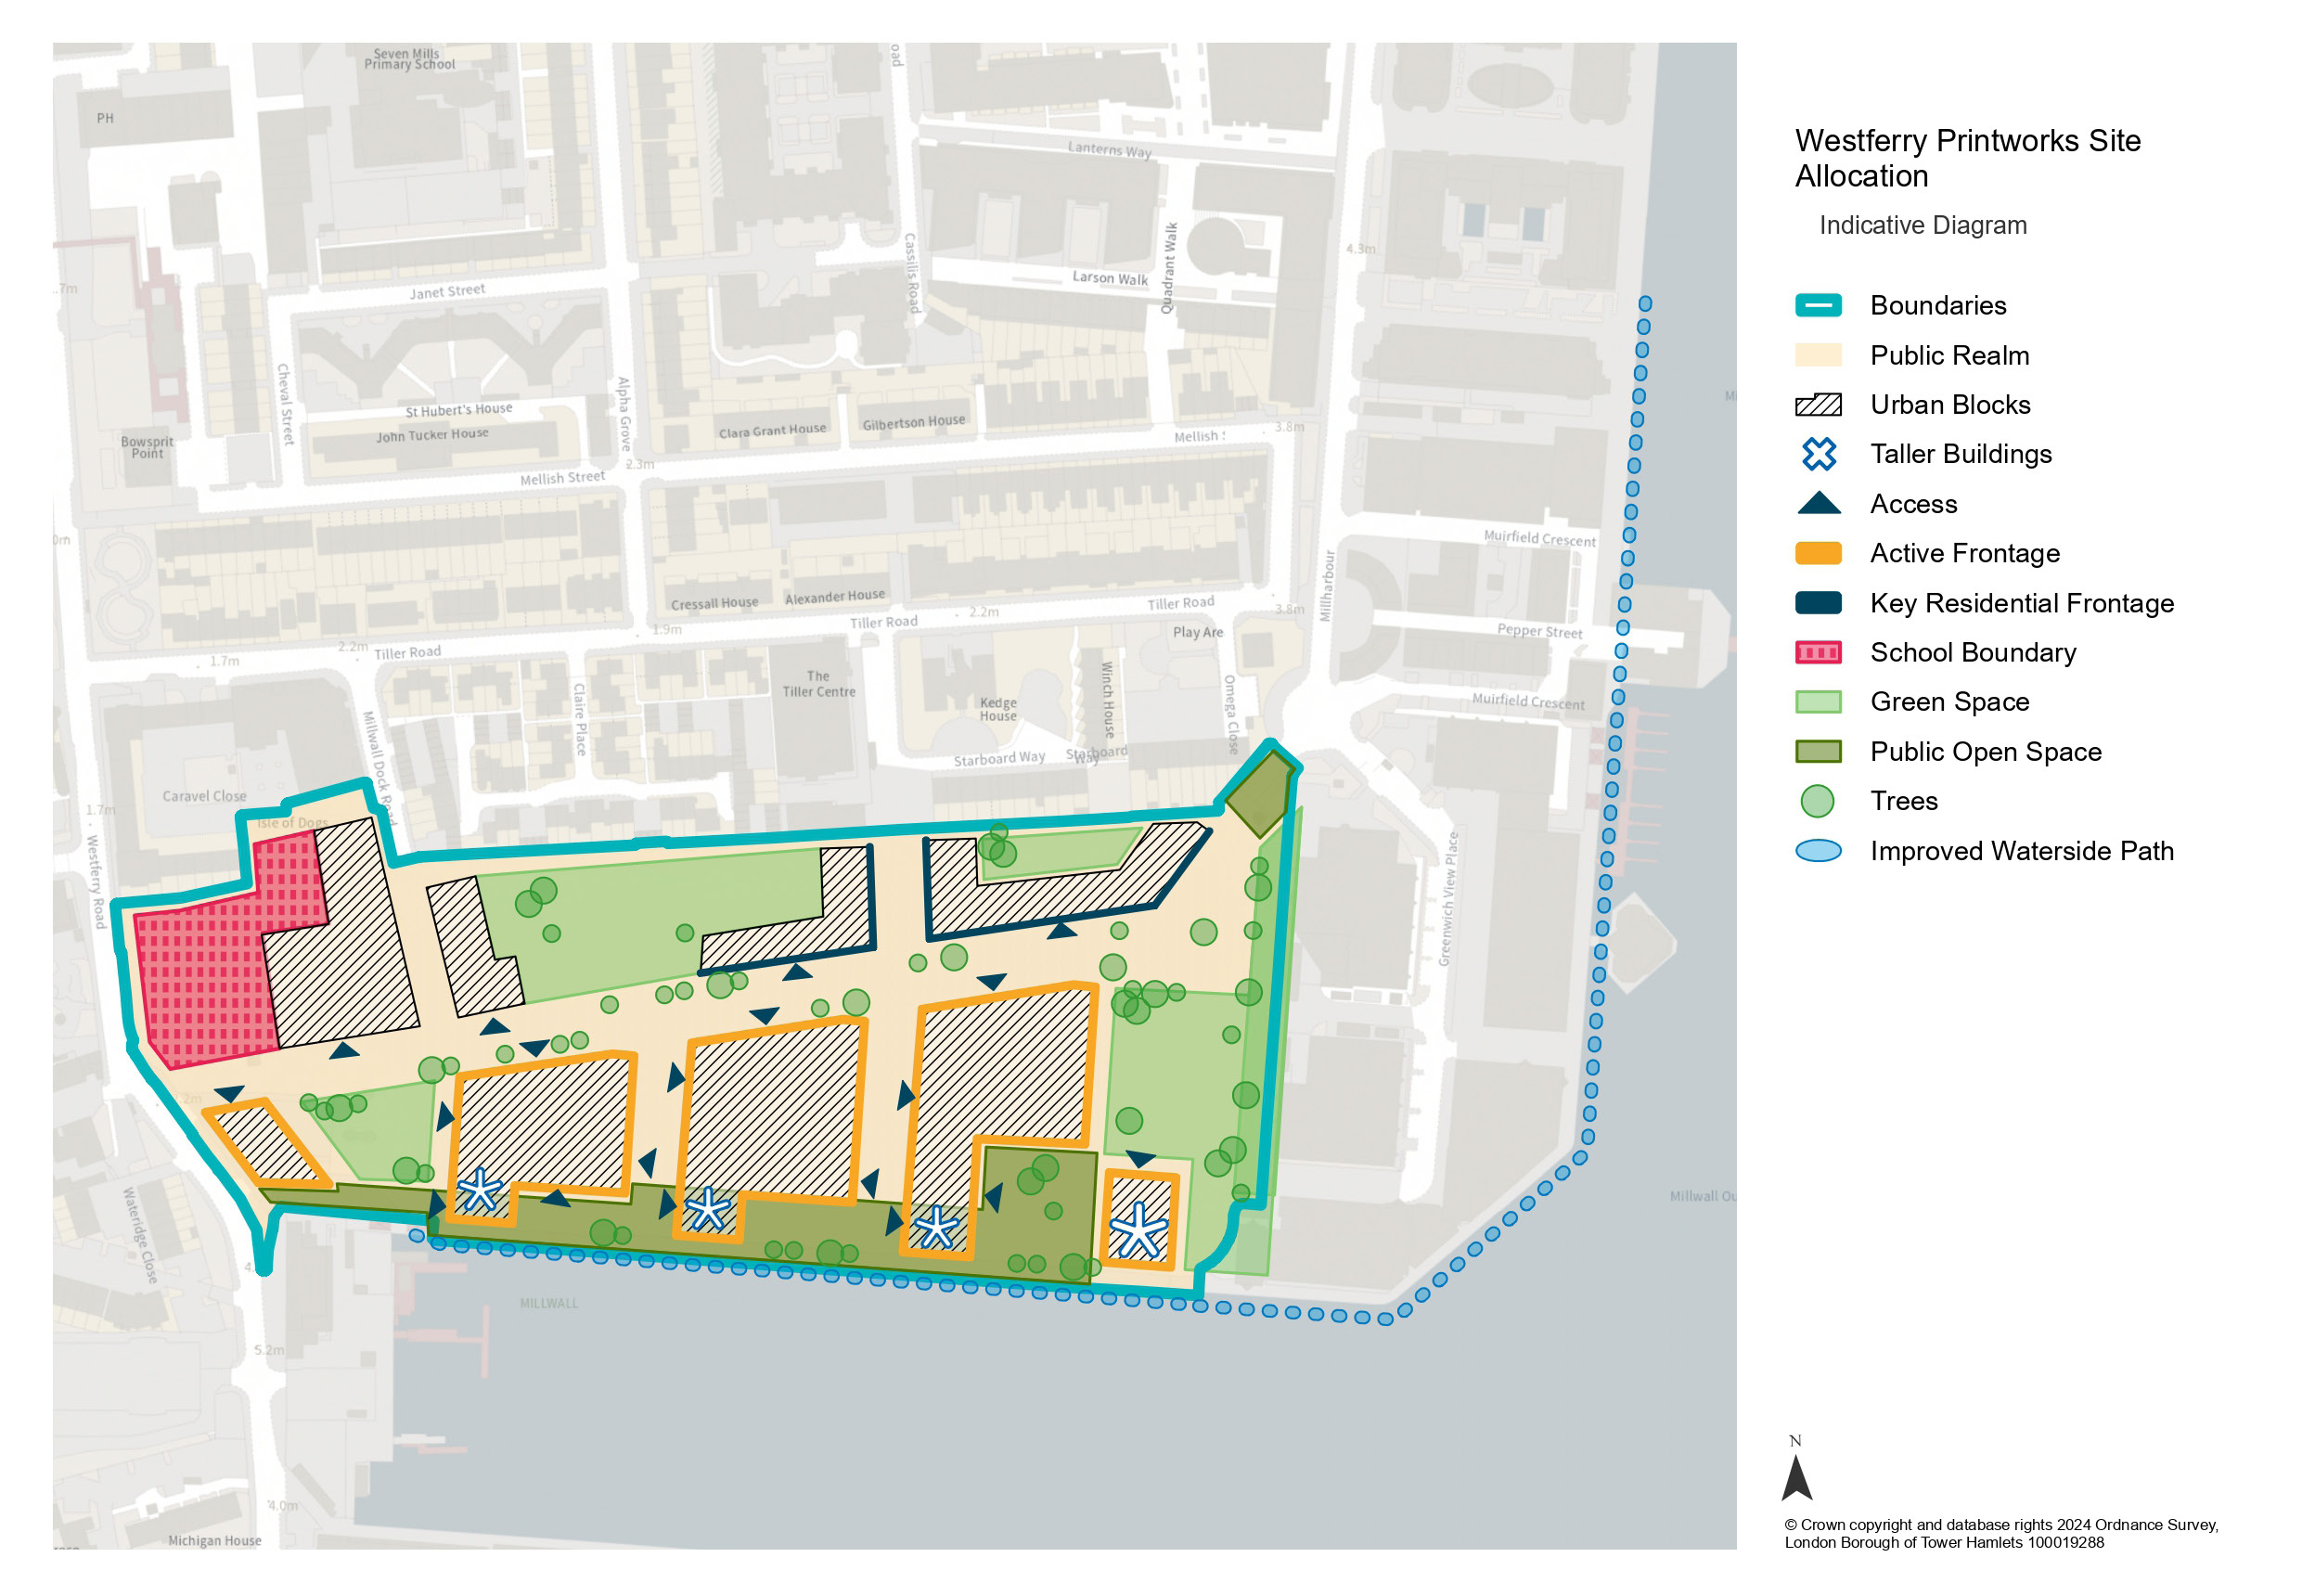 Seven Mills
Primary School
PH
oad
Lanterns Way
Westferry Printworks Site
Allocation
Indicative Diagram
Quadrant Walk
Cassilis Road
4.3m
Larson Walk
.7m
Janet Street
Boundaries
Public Realm
Urban Blocks
Taller Buildings
Access
Active Frontage
Key Residential Frontage
School Boundary
Green Space
Public Open Space
Trees
Improved Waterside Path
Cheval Street
Alpha Grove
St Hubert's House
John Tucker House
Clara Grant House
Gilbertson House
Bowsprit
Point
Mellish
3.8m
2.3m
Mellish Street
0m
Muirfield Crescent
Millharbour
Cressall House
Alexander House
Tiller Road
2.2m
Tiller Road
3.8m
1.9m
Play Are
Pepper Street
2.2m
Tiller Road
1.7m
The
Tiller Centre
Claire Place
Kedge
House
Winch House
Omega Close
Muirfield Crescent
Millwall Dock Road
Starboard Way
Starboard
Way
Caravel Close
1.7m
Isle of Dogs
Westferry Road
Greenwich View Place
Wateridge Close
Millwall Ou
MILLWALL
5.2m
4.0m
Michigan House
N
© Crown copyright and database rights 2024 Ordnance Survey,
London Borough of Tower Hamlets 100019288